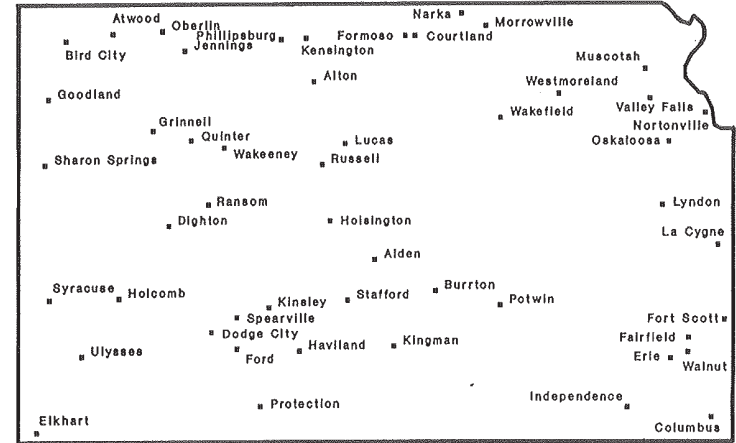 Narka
Atwood
Oberlin
Morrowville
Phillipsburg
Formoso
Courtland
Jennings
Kensington
Bird City
Muscotah
Alton
Westmoreland
Goodland
Valley Falls
Wakefield
Grinnell
Nortonville
Quinter
Lucas
Oskaloosa
Wakeeney
Russell
Sharon Springs
Ransom
Lyndon
Dighton
Hoisington
La Cygne
Alden
Burrton
Syracuse
Holcomb
Stafford
Kinsley
Potwin
Spearville
Fort Scott
Dodge City
Fairfield
Kingman
Haviland
Ulysses
Ford
Erie
Walnut
Independence
Protection
Elkhart
Columbus